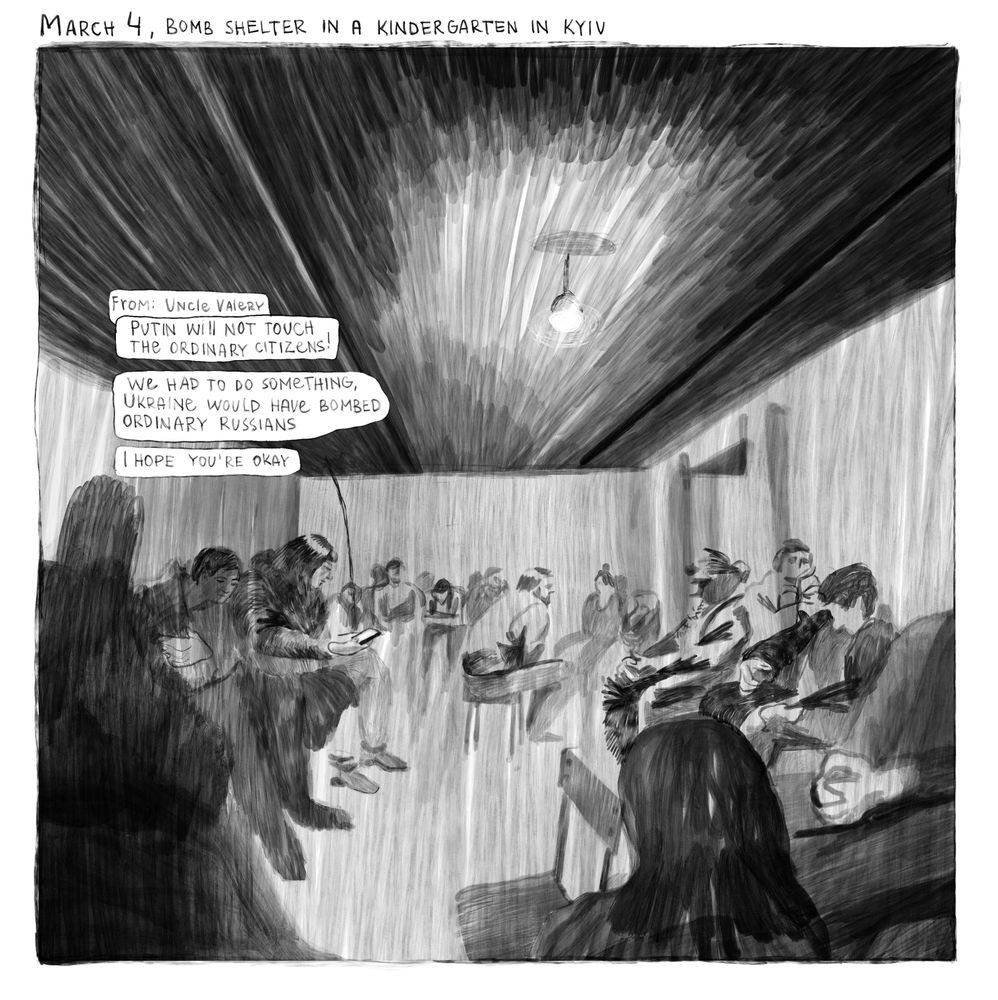 March 4, BOMB SHELTER IN A KINDERGARTEN IN KYIV
FROM: UNCLE VALERY
PUTIN WILL NOT TOUCH
THE ORDINARY CITIZENS!
WE HAD TO DO SOMETHING,
UKRAINE WOULD HAVE BOMBED
ORDINARY RUSSIANS
I HOPE YOU'RE OKAY